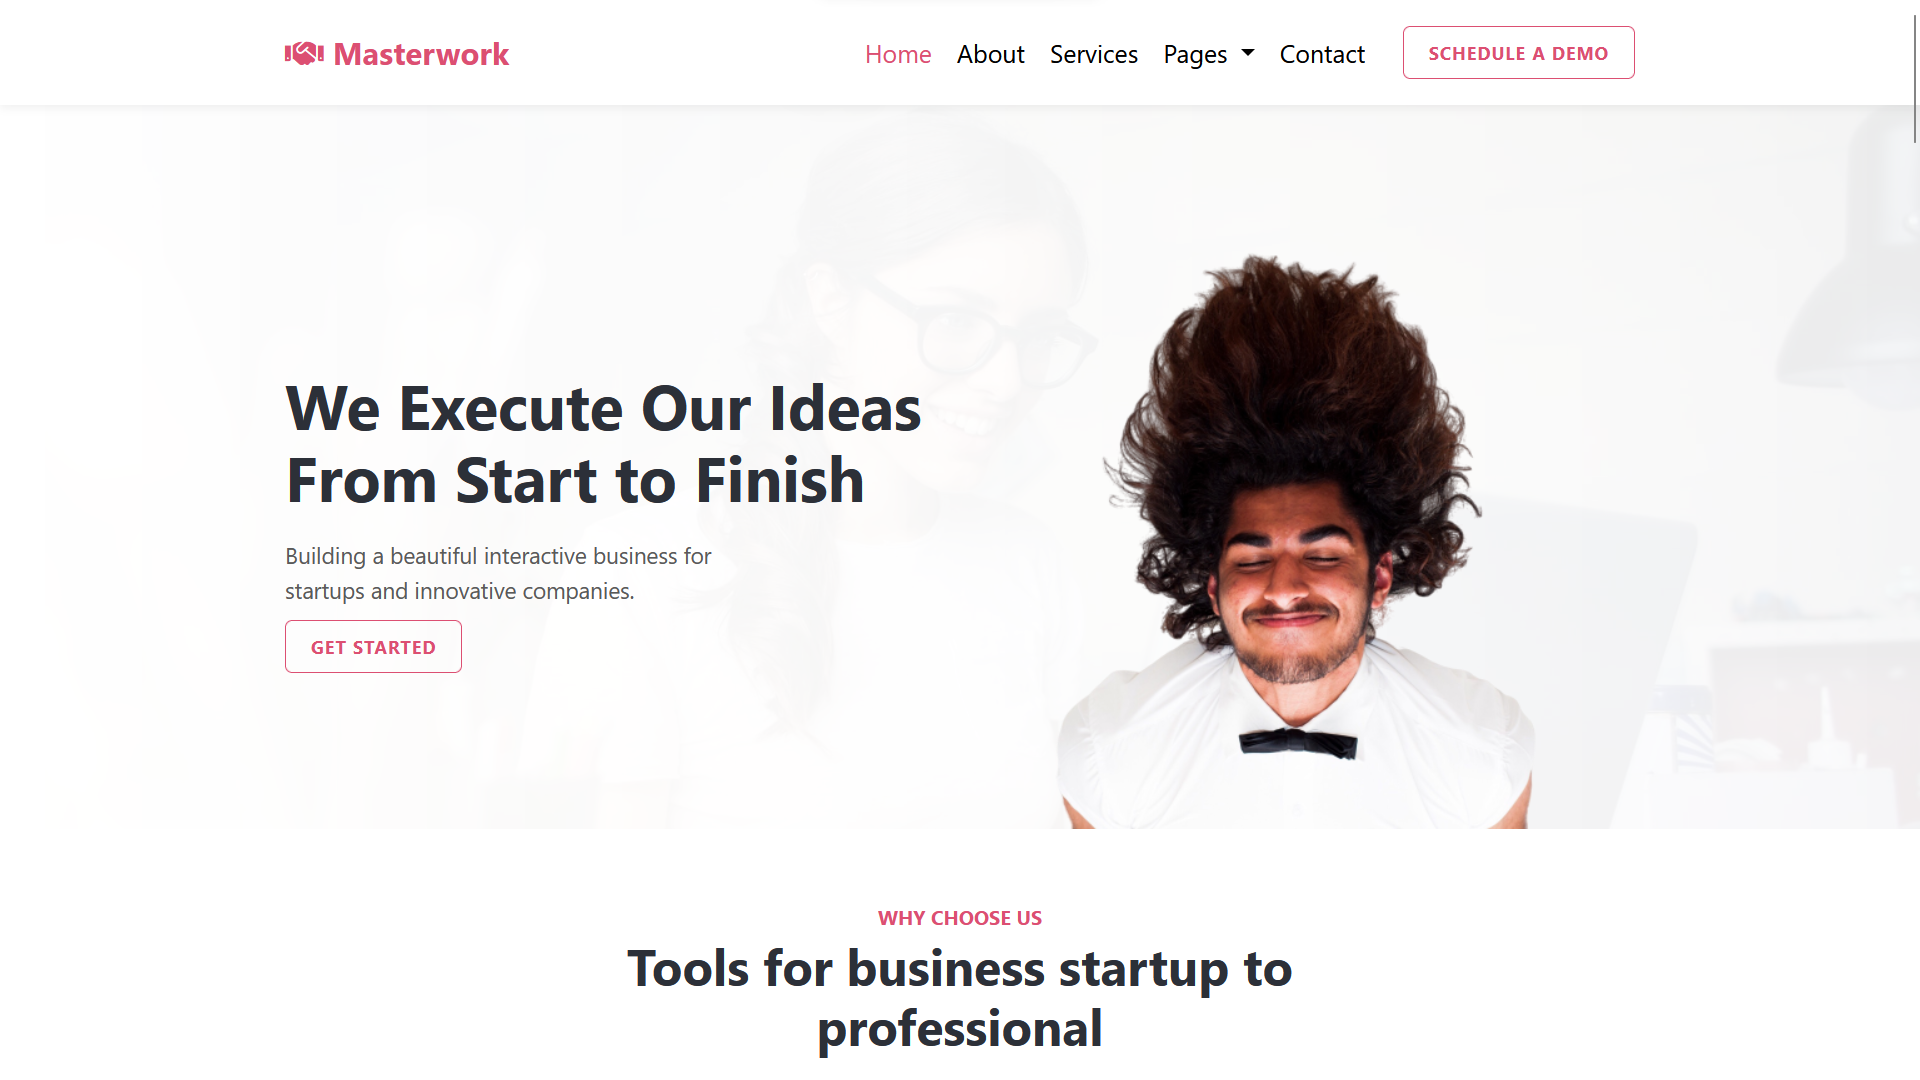 Masterwork
Home About Services Pages Contact SCHEDULE A DEMO
We Execute Our Ideas
From Start to Finish
Building a beautiful interactive business for
startups and innovative companies.
GET STARTED
WHY CHOOSE US
Tools for business startup to
professional